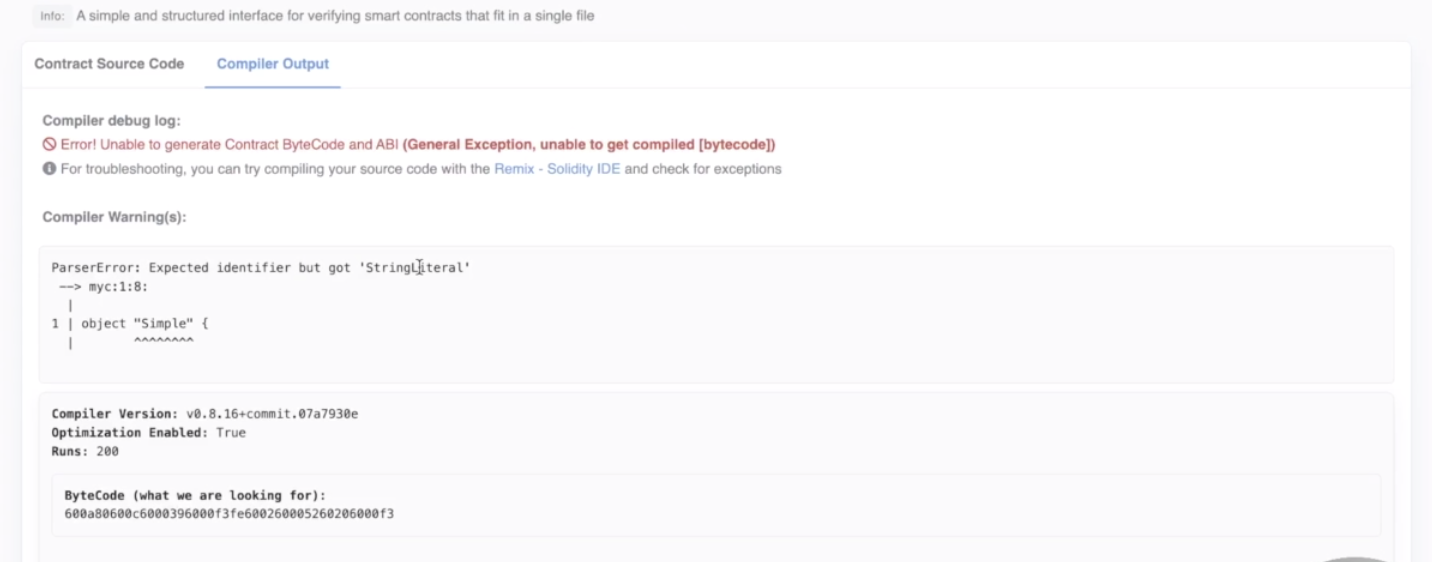 Info: A simple and structured interface for verifying smart contracts that fit in a single file
Contract Source Code Compiler Output
Compiler debug log:
Error! Unable to generate Contract ByteCode and ABI (General Exception, unable to get compiled [bytecode])
For troubleshooting, you can try compiling your source code with the Remix - Solidity IDE and check for exceptions
Compiler Warning(s):
ParserError: Expected identifier but got 'StringLiteral'
--> myc:1:8:
|
1 | object "Simple" {
| ^^^^^^^^
Compiler Version: v0.8.16+commit.07a7930e
Optimization Enabled: True
Runs: 200
ByteCode (what we are looking for):
600a80600c6000396000f3fe600260005260206000f3